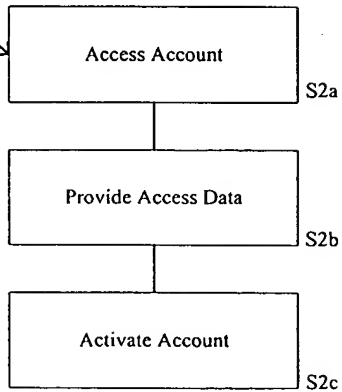 Access Account
S2a
Provide Access Data
S2b
Activate Account
S2c